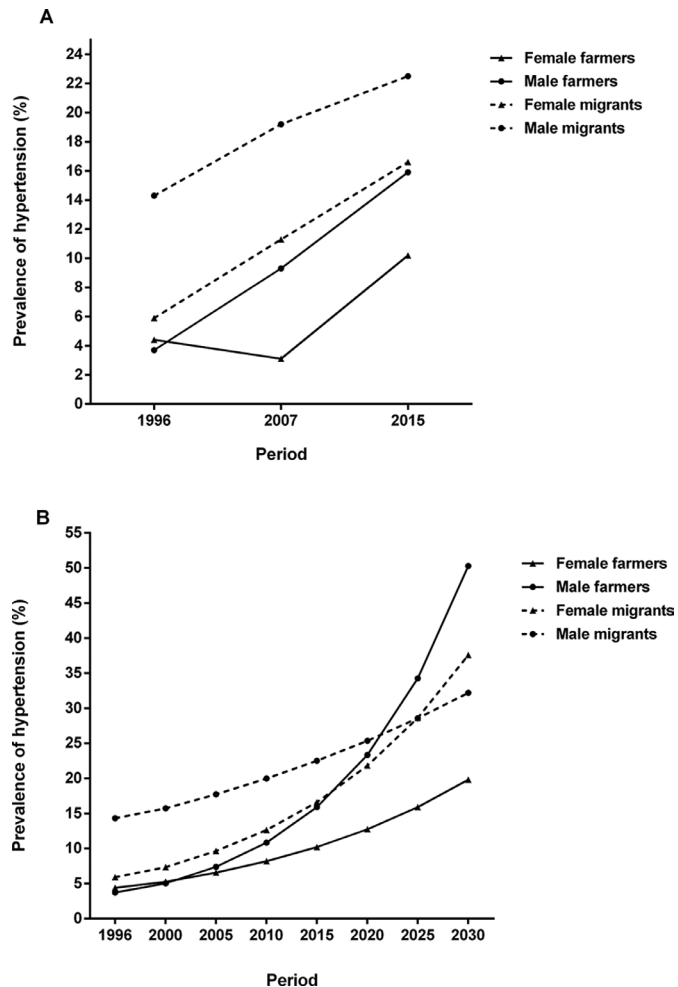 A
24
22
20
18
16
14
12
10
8
6
4
2
0
Prevalence of hypertension (%)
1996 2007 2015
Period
Female farmers
Male farmers
Female migrants
Male migrants
B
55
50
45
40
35
30
25
20
15
10
5
0
Prevalence of hypertension (%)
1996 2000 2005 2010 2015 2020 2025 2030
Period
Female farmers
Male farmers
Female migrants
Male migrants